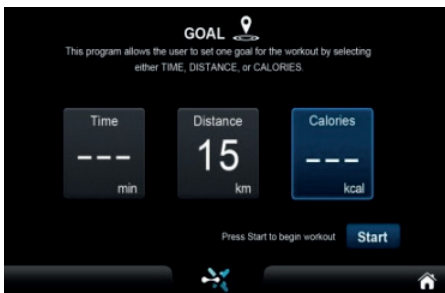 GOAL
This program allows the user to set one goal for the workout by selecting
either TIME, DISTANCE, or CALORIES.
Time
Distance
Calories
---
15
---
min
km
kcal
Press Start to begin workout
Start